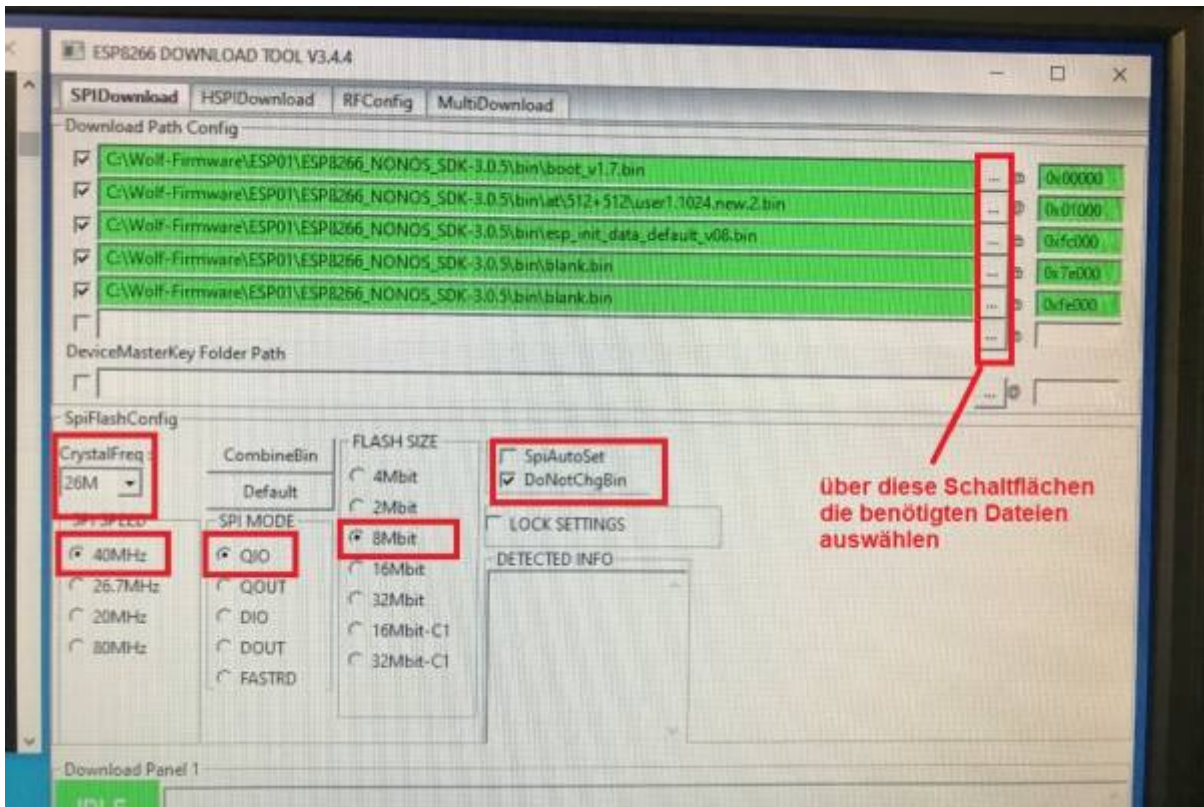 ESP8266 DOWNLOAD TOOL V3.4.4
SPIDownload HSPIDownload RFConfig MultiDownload
Download Path Config
C:\Wolf-Firmware\ESP01\ESP8266_NONOS_SDK-3.0.5\bin\boot_v1.7.bin ... @ 0x00000
C:\Wolf-Firmware\ESP01\ESP8266_NONOS_SDK-3.0.5\bin\at\512+512\user1.1024.new.2.bin ... @ 0x01000
C:\Wolf-Firmware\ESP01\ESP8266_NONOS_SDK-3.0.5\bin\esp_init_data_default_v08.bin ... @ 0xfc000
C:\Wolf-Firmware\ESP01\ESP8266_NONOS_SDK-3.0.5\bin\blank.bin ... @ 0x7e000
C:\Wolf-Firmware\ESP01\ESP8266_NONOS_SDK-3.0.5\bin\blank.bin ... @ 0xfe000
... @
DeviceMasterKey Folder Path
... @
SpiFlashConfig
CrystalFreq :
26M
CombineBin
Default
SPI SPEED
40MHz
26.7MHz
20MHz
80MHz
SPI MODE
QIO
QOUT
DIO
DOUT
FASTRD
FLASH SIZE
4Mbit
2Mbit
8Mbit
16Mbit
32Mbit
16Mbit-C1
32Mbit-C1
SpiAutoSet
DoNotChgBin
LOCK SETTINGS
DETECTED INFO
über diese Schaltflächen
die benötigten Dateien
auswählen
Download Panel 1
IDLE